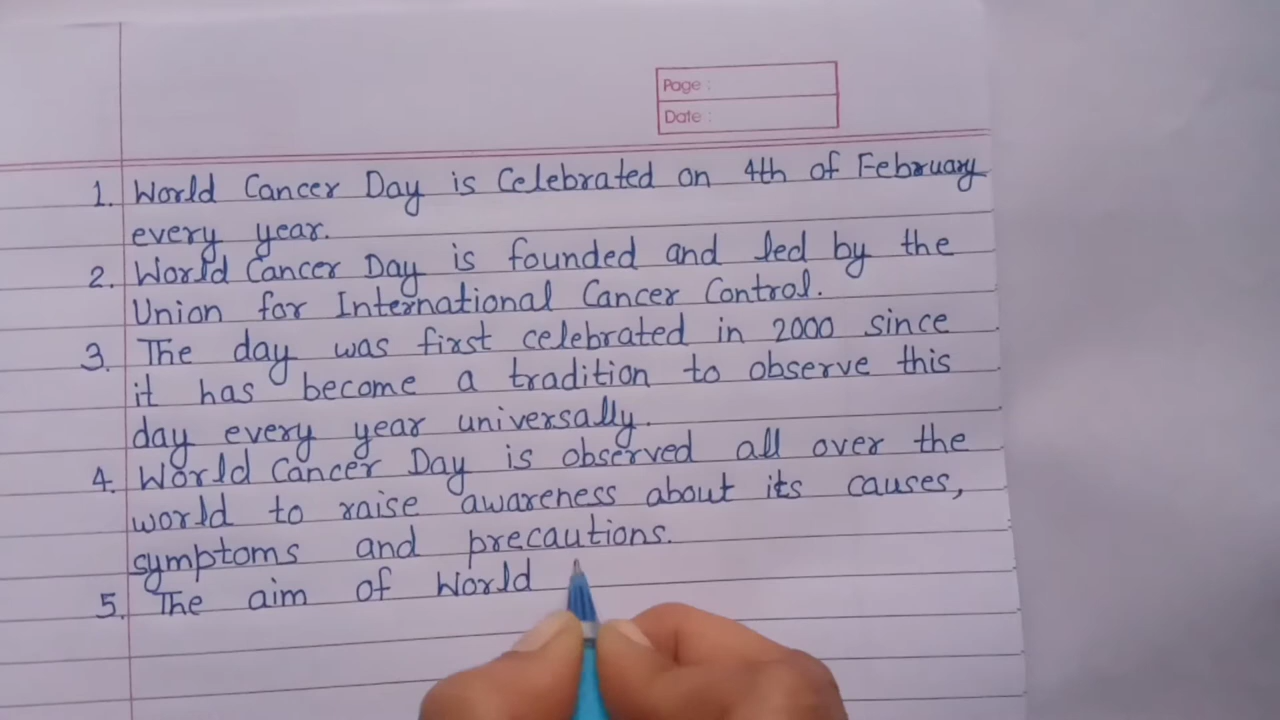 Page :
Date :
1. World Cancer Day is Celebrated on 4th of February
every year.
2. World Cancer Day is founded and led by the
Union for International Cancer Control.
3. The day was first celebrated in 2000 since
it has become a tradition to observe this
day every year universally.
4. World Cancer Day is observed all over the
world to raise awareness about its causes,
symptoms and precautions.
5. The aim of World